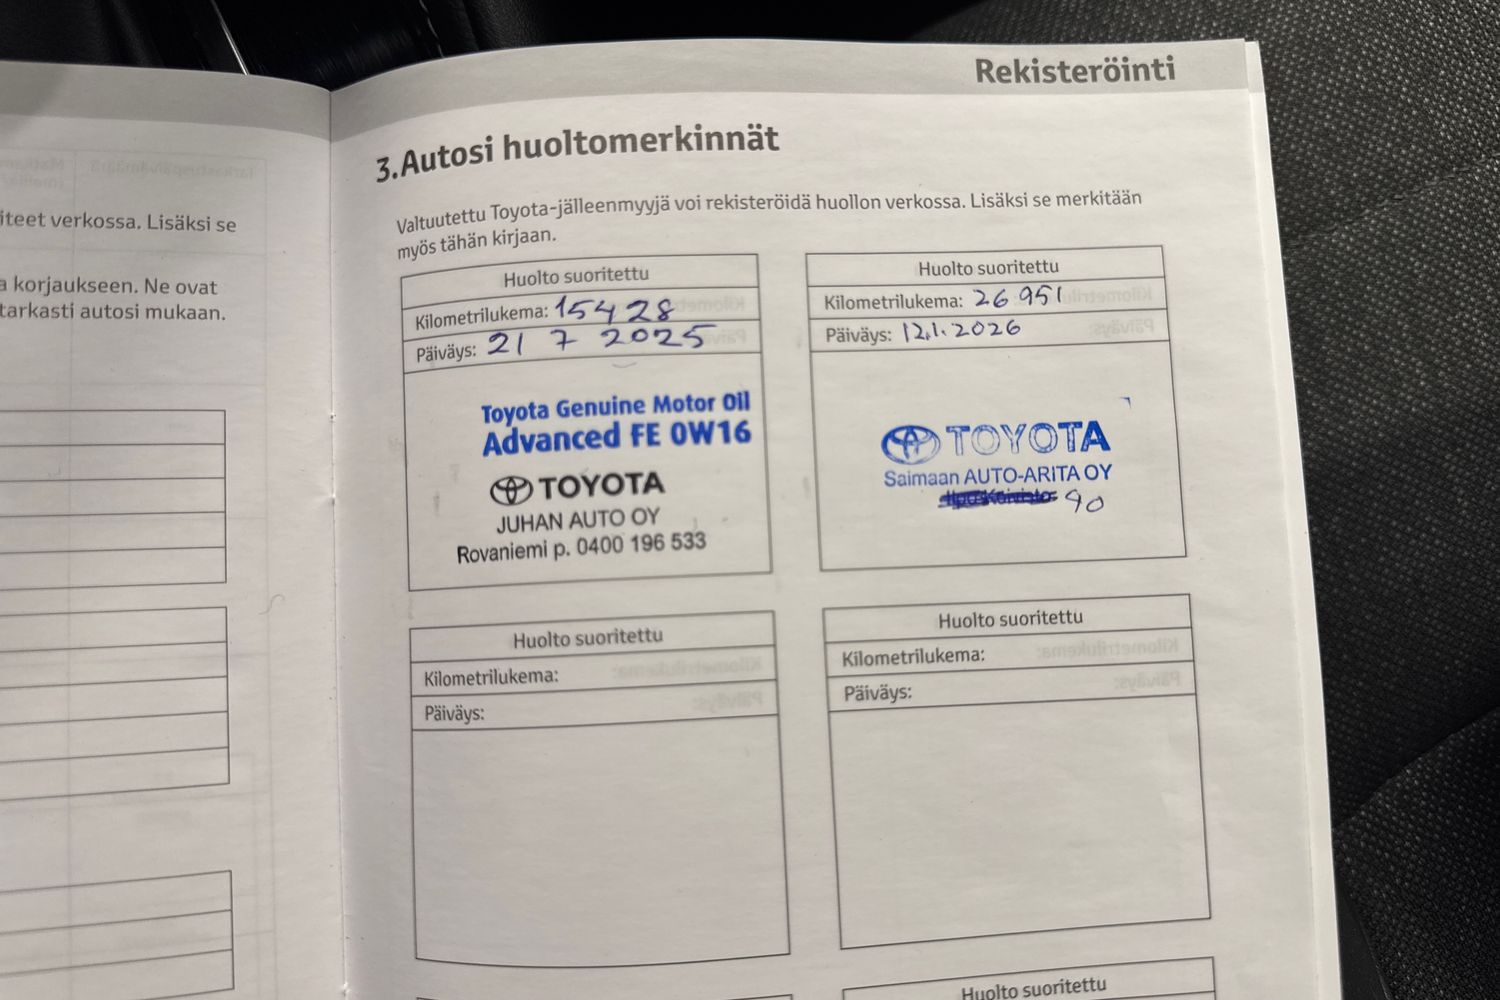 Rekisteröinti
3. Autosi huoltomerkinnät
Valtuutettu Toyota-jälleenmyyjä voi rekisteröidä huollon verkossa. Lisäksi se merkitään
myös tähän kirjaan.
iteet verkossa. Lisäksi se
a korjaukseen. Ne ovat
tarkasti autosi mukaan.
Huolto suoritettu
Kilometrilukema: 15428
Päiväys: 21 7 2025
Toyota Genuine Motor Oil
Advanced FE 0W16
TOYOTA
JUHAN AUTO OY
Rovaniemi p. 0400 196 533
Huolto suoritettu
Kilometrilukema: 26951
Päiväys: 12.1.2026
TOYOTA
Saimaan AUTO-ARITA OY
Huolto suoritettu
Kilometrilukema:
Päiväys:
Huolto suoritettu
Kilometrilukema:
Päiväys:
Huolto suoritettu